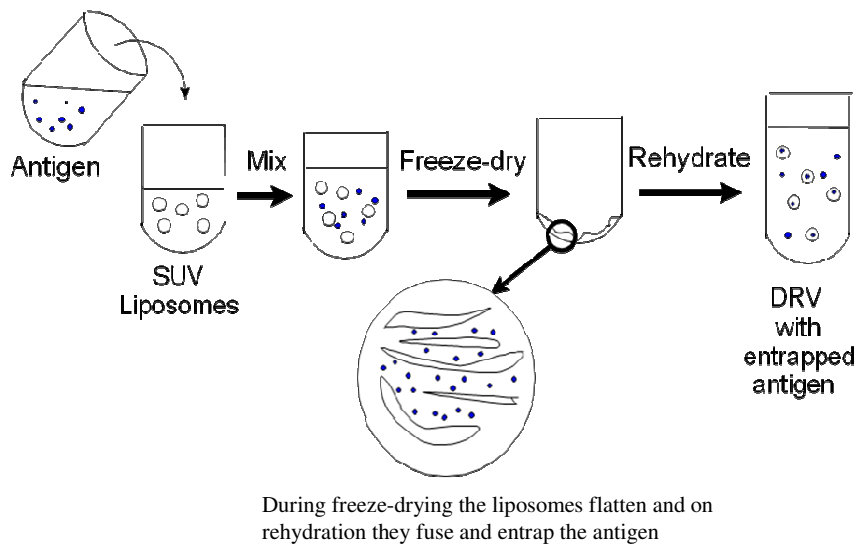 Antigen
SUV
Liposomes
Mix
Freeze-dry
Rehydrate
DRV
with
entrapped
antigen
During freeze-drying the liposomes flatten and on
rehydration they fuse and entrap the antigen